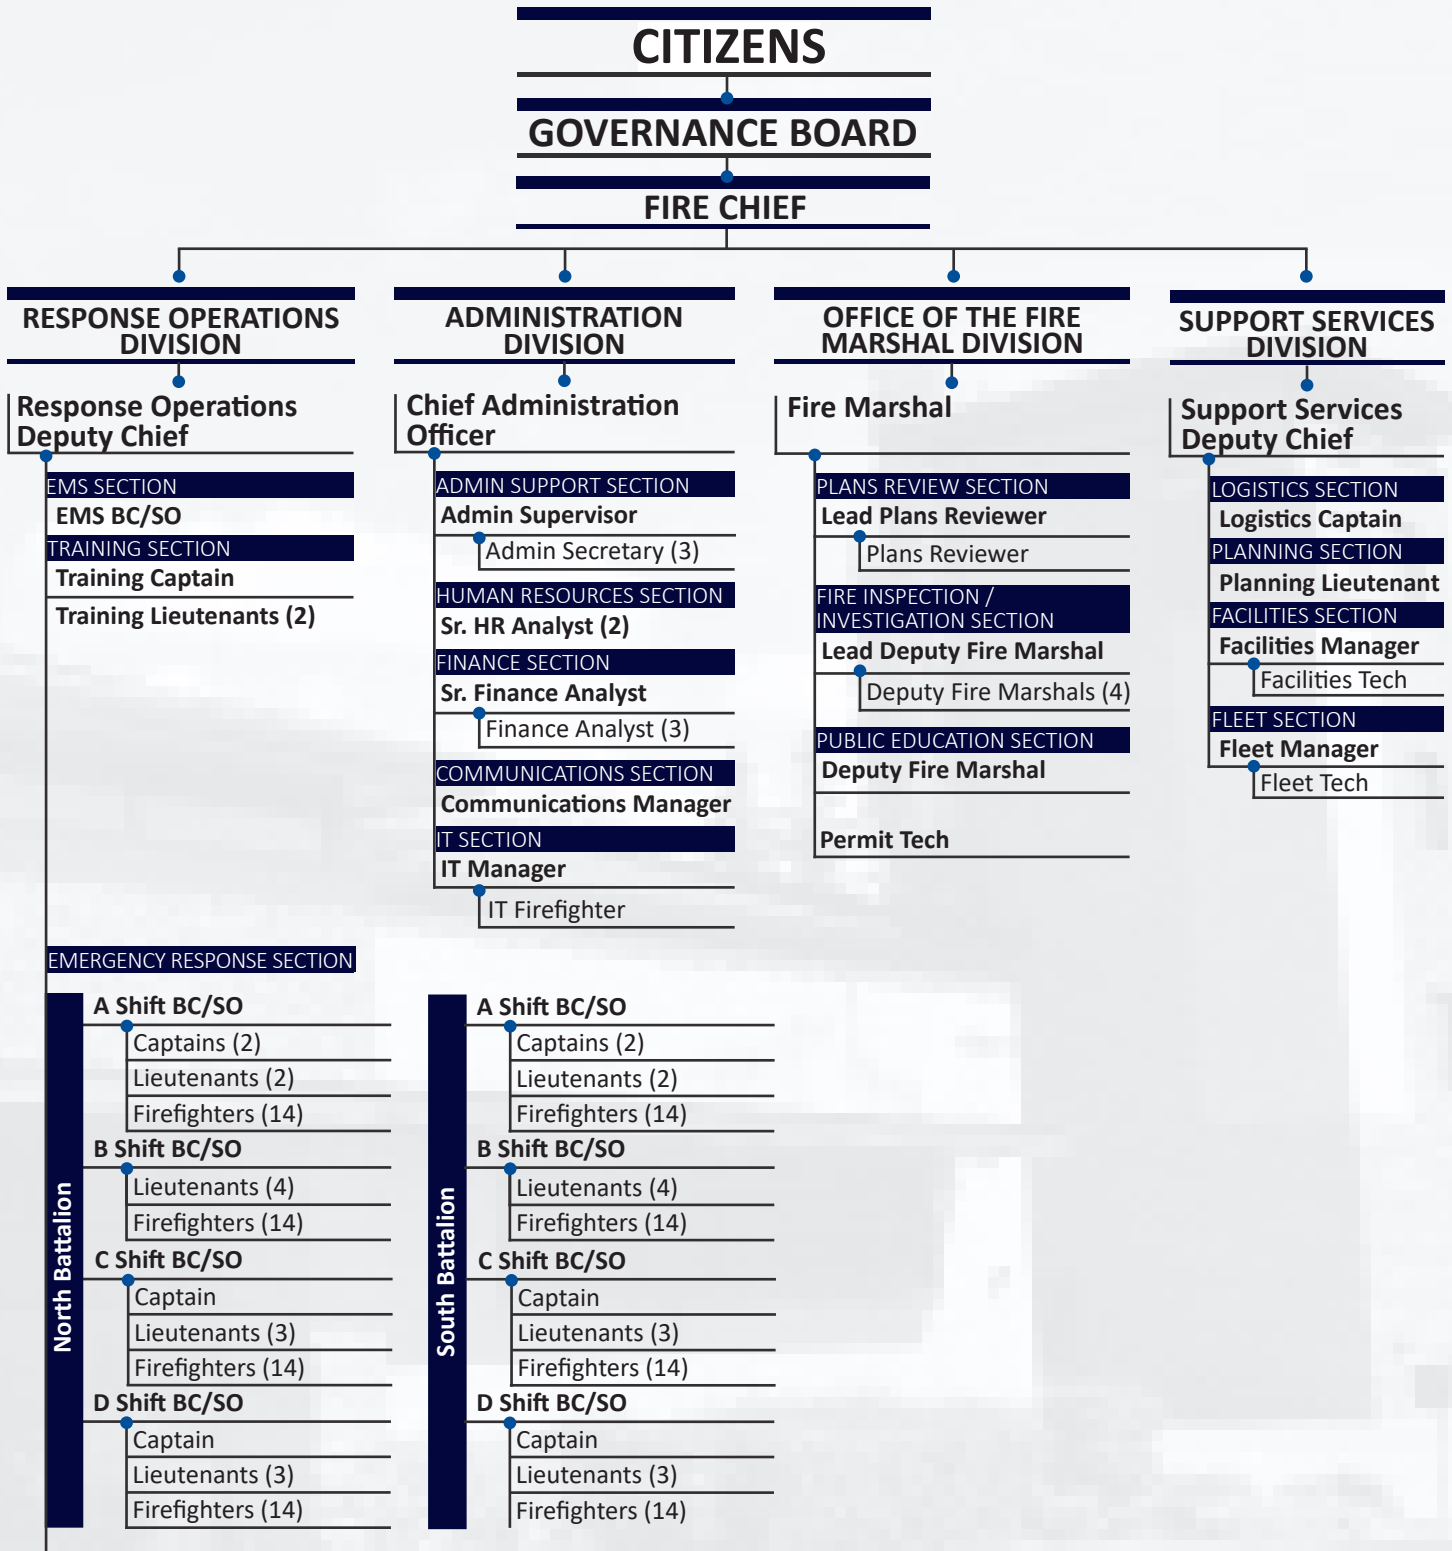 CITIZENS
GOVERNANCE BOARD
FIRE CHIEF
RESPONSE OPERATIONS
DIVISION
Response Operations
Deputy Chief
EMS SECTION
EMS BC/SO
TRAINING SECTION
Training Captain
Training Lieutenants (2)
ADMINISTRATION
DIVISION
Chief Administration
Officer
ADMIN SUPPORT SECTION
Admin Supervisor
Admin Secretary (3)
HUMAN RESOURCES SECTION
Sr. HR Analyst (2)
FINANCE SECTION
Sr. Finance Analyst
Finance Analyst (3)
COMMUNICATIONS SECTION
Communications Manager
IT SECTION
IT Manager
IT Firefighter
OFFICE OF THE FIRE
MARSHAL DIVISION
Fire Marshal
PLANS REVIEW SECTION
Lead Plans Reviewer
Plans Reviewer
FIRE INSPECTION /
INVESTIGATION SECTION
Lead Deputy Fire Marshal
Deputy Fire Marshals (4)
PUBLIC EDUCATION SECTION
Deputy Fire Marshal
Permit Tech
SUPPORT SERVICES
DIVISION
Support Services
Deputy Chief
LOGISTICS SECTION
Logistics Captain
PLANNING SECTION
Planning Lieutenant
FACILITIES SECTION
Facilities Manager
Facilities Tech
FLEET SECTION
Fleet Manager
Fleet Tech
EMERGENCY RESPONSE SECTION
North Battalion
A Shift BC/SO
Captains (2)
Lieutenants (2)
Firefighters (14)
B Shift BC/SO
Lieutenants (4)
Firefighters (14)
C Shift BC/SO
Captain
Lieutenants (3)
Firefighters (14)
D Shift BC/SO
Captain
Lieutenants (3)
Firefighters (14)
South Battalion
A Shift BC/SO
Captains (2)
Lieutenants (2)
Firefighters (14)
B Shift BC/SO
Lieutenants (4)
Firefighters (14)
C Shift BC/SO
Captain
Lieutenants (3)
Firefighters (14)
D Shift BC/SO
Captain
Lieutenants (3)
Firefighters (14)